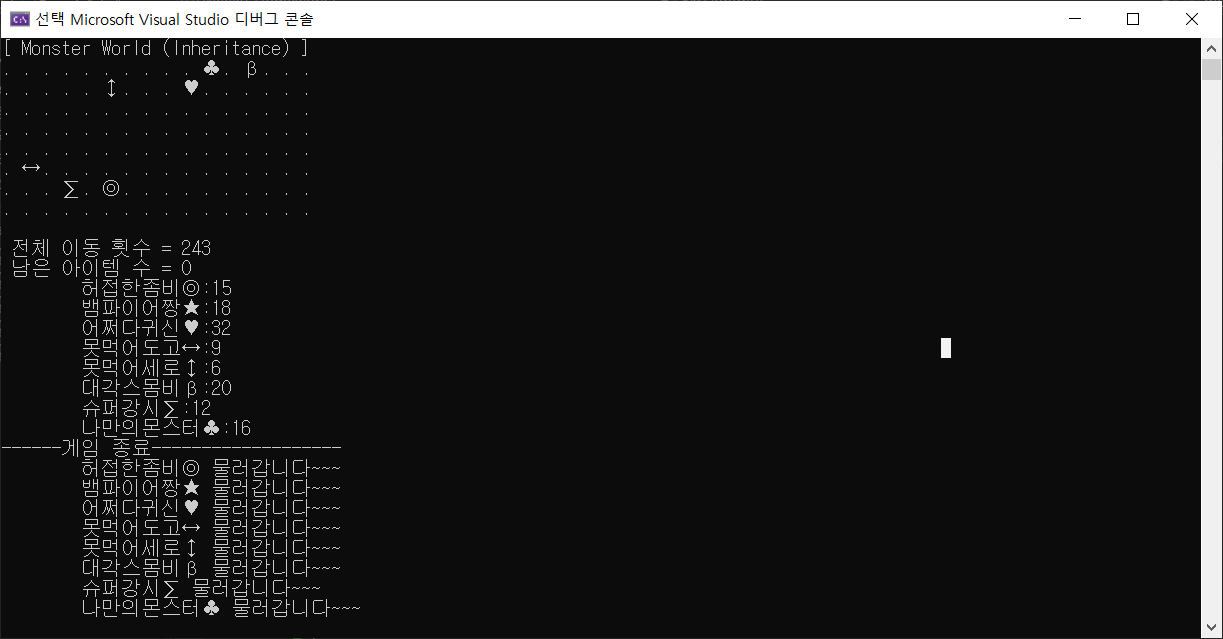 선택 Microsoft Visual Studio 디버그 콘솔
[ Monster World (Inheritance) ]
. . . . . . . . . . ♣. β. . .
. . . . . ↕. . . ♥. . . . . .
. . . . . . . . . . . . . . . .
. . . . . . . . . . . . . . . .
. . . . . . . . . . . . . . . .
. ↔. . . . . . . . . . . . . .
. . . ∑. ◎. . . . . . . . . .
. . . . . . . . . . . . . . . .
전체 이동 횟수 = 243
남은 아이템 수 = 0
허접한좀비◎:15
뱀파이어짱★:18
어쩌다귀신♥:32
못먹어도고↔:9
못먹어세로↕:6
대각스몸비β:20
슈퍼강시∑:12
나만의몬스터♣:16
------게임 종료-------------------
허접한좀비◎ 물러갑니다~~~
뱀파이어짱★ 물러갑니다~~~
어쩌다귀신♥ 물러갑니다~~~
못먹어도고↔ 물러갑니다~~~
못먹어세로↕ 물러갑니다~~~
대각스몸비β 물러갑니다~~~
슈퍼강시∑ 물러갑니다~~~
나만의몬스터♣ 물러갑니다~~~